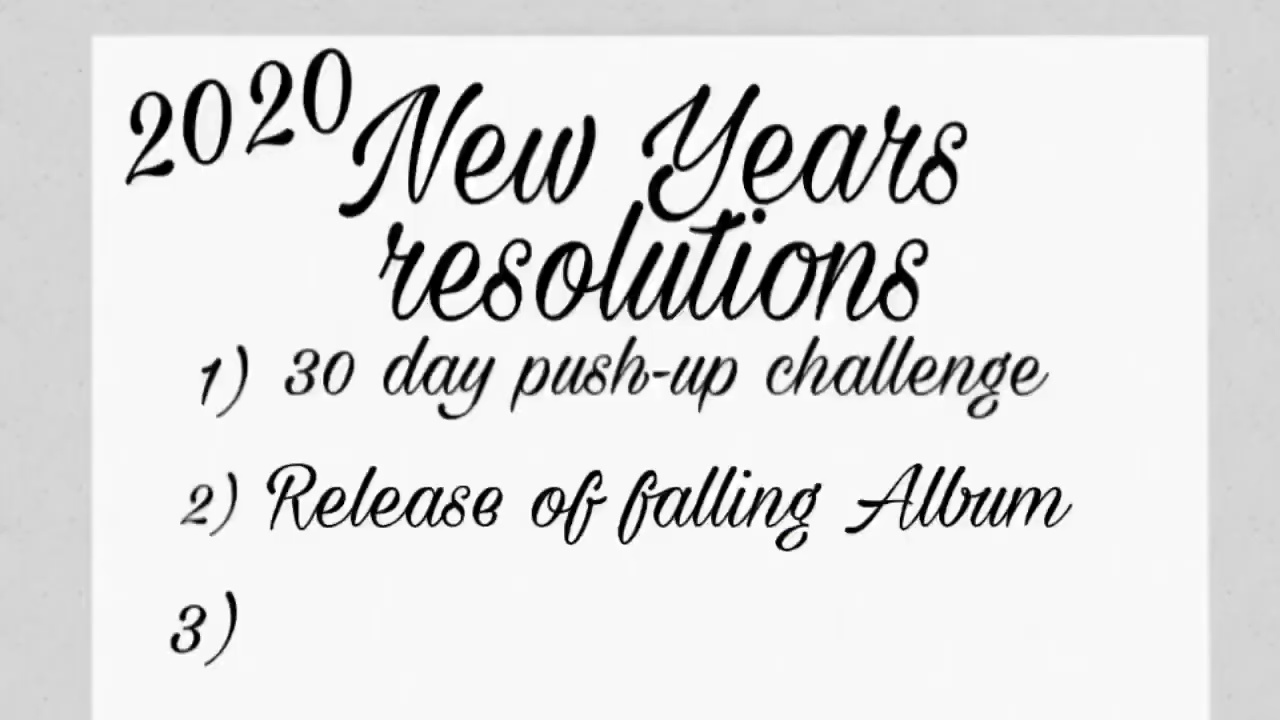 2020 New Years
resolutions
1) 30 day push-up challenge
2) Release of falling Album
3)